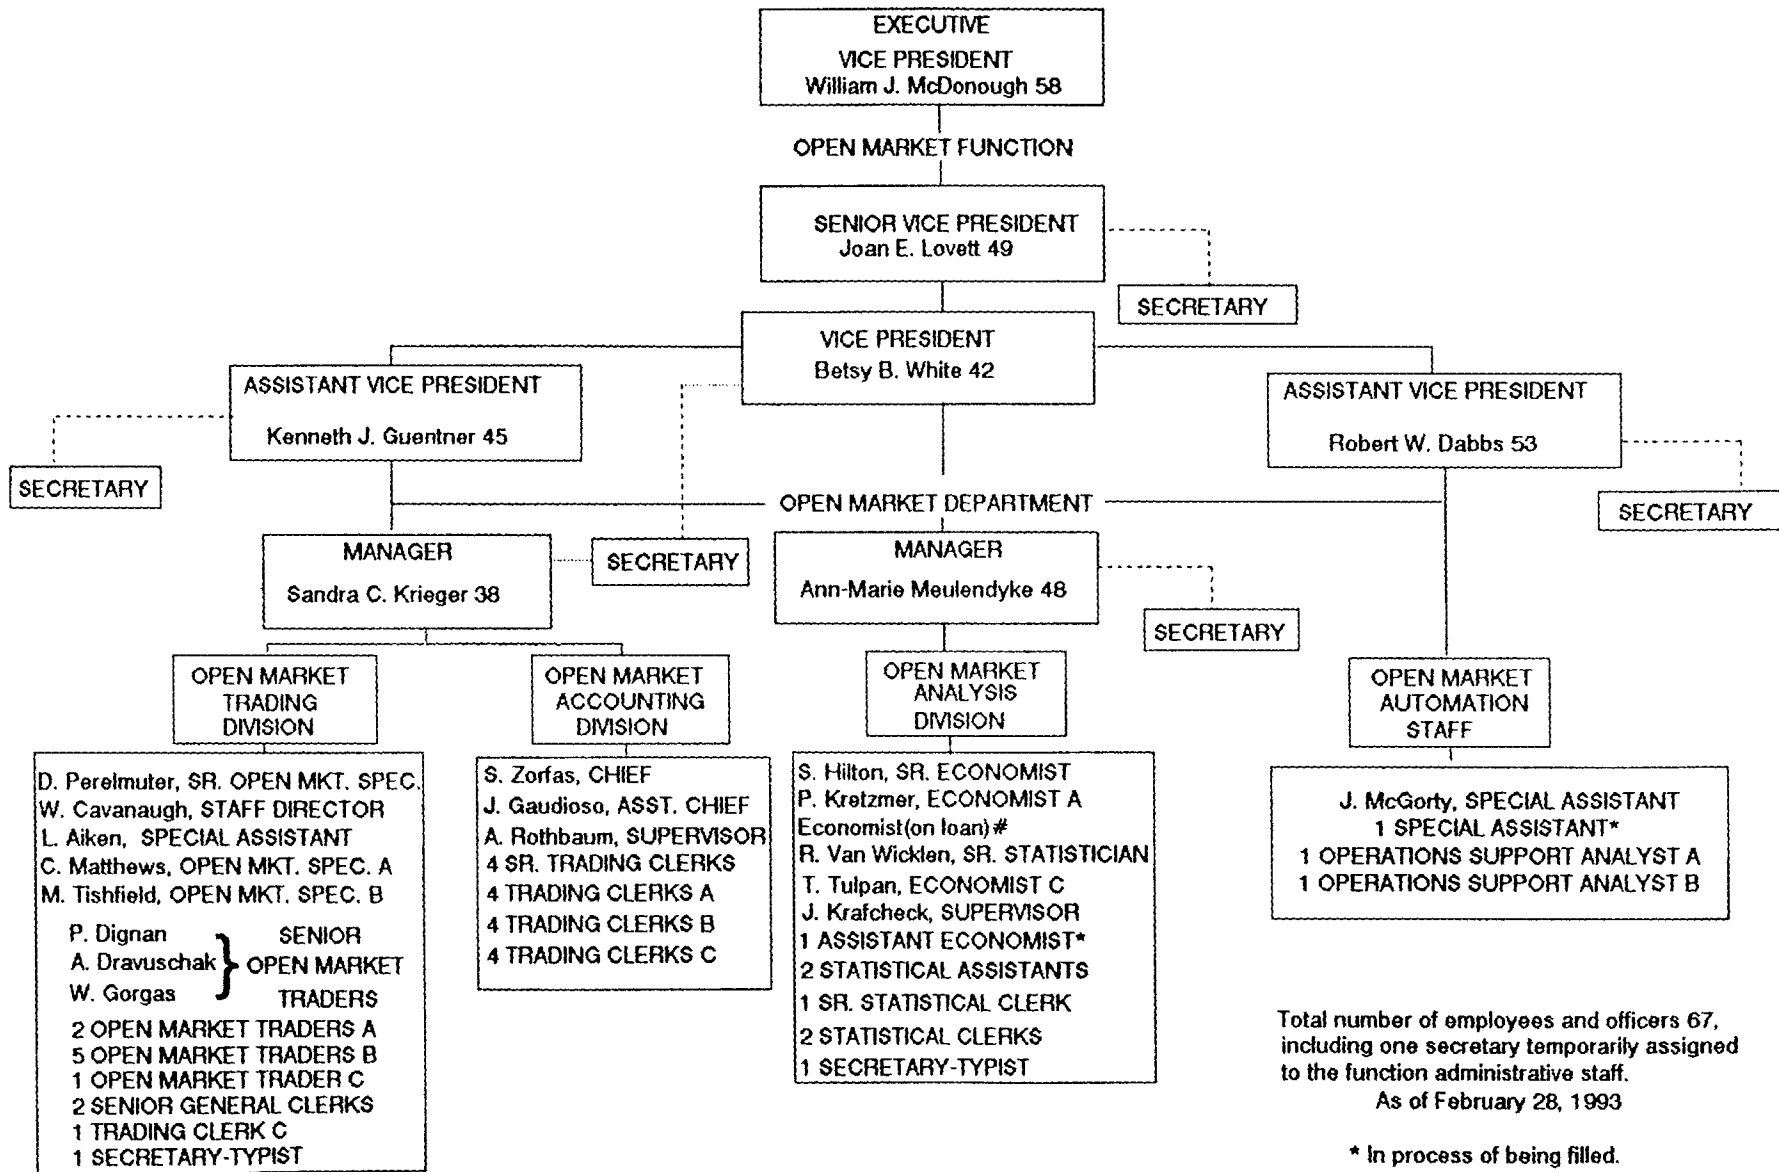 EXECUTIVE
VICE PRESIDENT
William J. McDonough 58
OPEN MARKET FUNCTION
SENIOR VICE PRESIDENT
Joan E. Lovett 49
SECRETARY
VICE PRESIDENT
Betsy B. White 42
ASSISTANT VICE PRESIDENT
Kenneth J. Guentner 45
SECRETARY
ASSISTANT VICE PRESIDENT
Robert W. Dabbs 53
SECRETARY
OPEN MARKET DEPARTMENT
MANAGER
Sandra C. Krieger 38
SECRETARY
MANAGER
Ann-Marie Meulendyke 48
SECRETARY
OPEN MARKET
TRADING
DIVISION
D. Perelmuter, SR. OPEN MKT. SPEC.
W. Cavanaugh, STAFF DIRECTOR
L. Aiken, SPECIAL ASSISTANT
C. Matthews, OPEN MKT. SPEC. A
M. Tishfield, OPEN MKT. SPEC. B
P. Dignan
A. Dravuschak
W. Gorgas
} SENIOR
OPEN MARKET
TRADERS
2 OPEN MARKET TRADERS A
5 OPEN MARKET TRADERS B
1 OPEN MARKET TRADER C
2 SENIOR GENERAL CLERKS
1 TRADING CLERK C
1 SECRETARY-TYPIST
OPEN MARKET
ACCOUNTING
DIVISION
S. Zorfas, CHIEF
J. Gaudioso, ASST. CHIEF
A. Rothbaum, SUPERVISOR
4 SR. TRADING CLERKS
4 TRADING CLERKS A
4 TRADING CLERKS B
4 TRADING CLERKS C
OPEN MARKET
ANALYSIS
DIVISION
S. Hilton, SR. ECONOMIST
P. Kretzmer, ECONOMIST A
Economist(on loan)#
R. Van Wicklen, SR. STATISTICIAN
T. Tulpan, ECONOMIST C
J. Krafcheck, SUPERVISOR
1 ASSISTANT ECONOMIST*
2 STATISTICAL ASSISTANTS
1 SR. STATISTICAL CLERK
2 STATISTICAL CLERKS
1 SECRETARY-TYPIST
OPEN MARKET
AUTOMATION
STAFF
J. McGorty, SPECIAL ASSISTANT
1 SPECIAL ASSISTANT*
1 OPERATIONS SUPPORT ANALYST A
1 OPERATIONS SUPPORT ANALYST B
Total number of employees and officers 67,
including one secretary temporarily assigned
to the function administrative staff.
As of February 28, 1993
* In process of being filled.